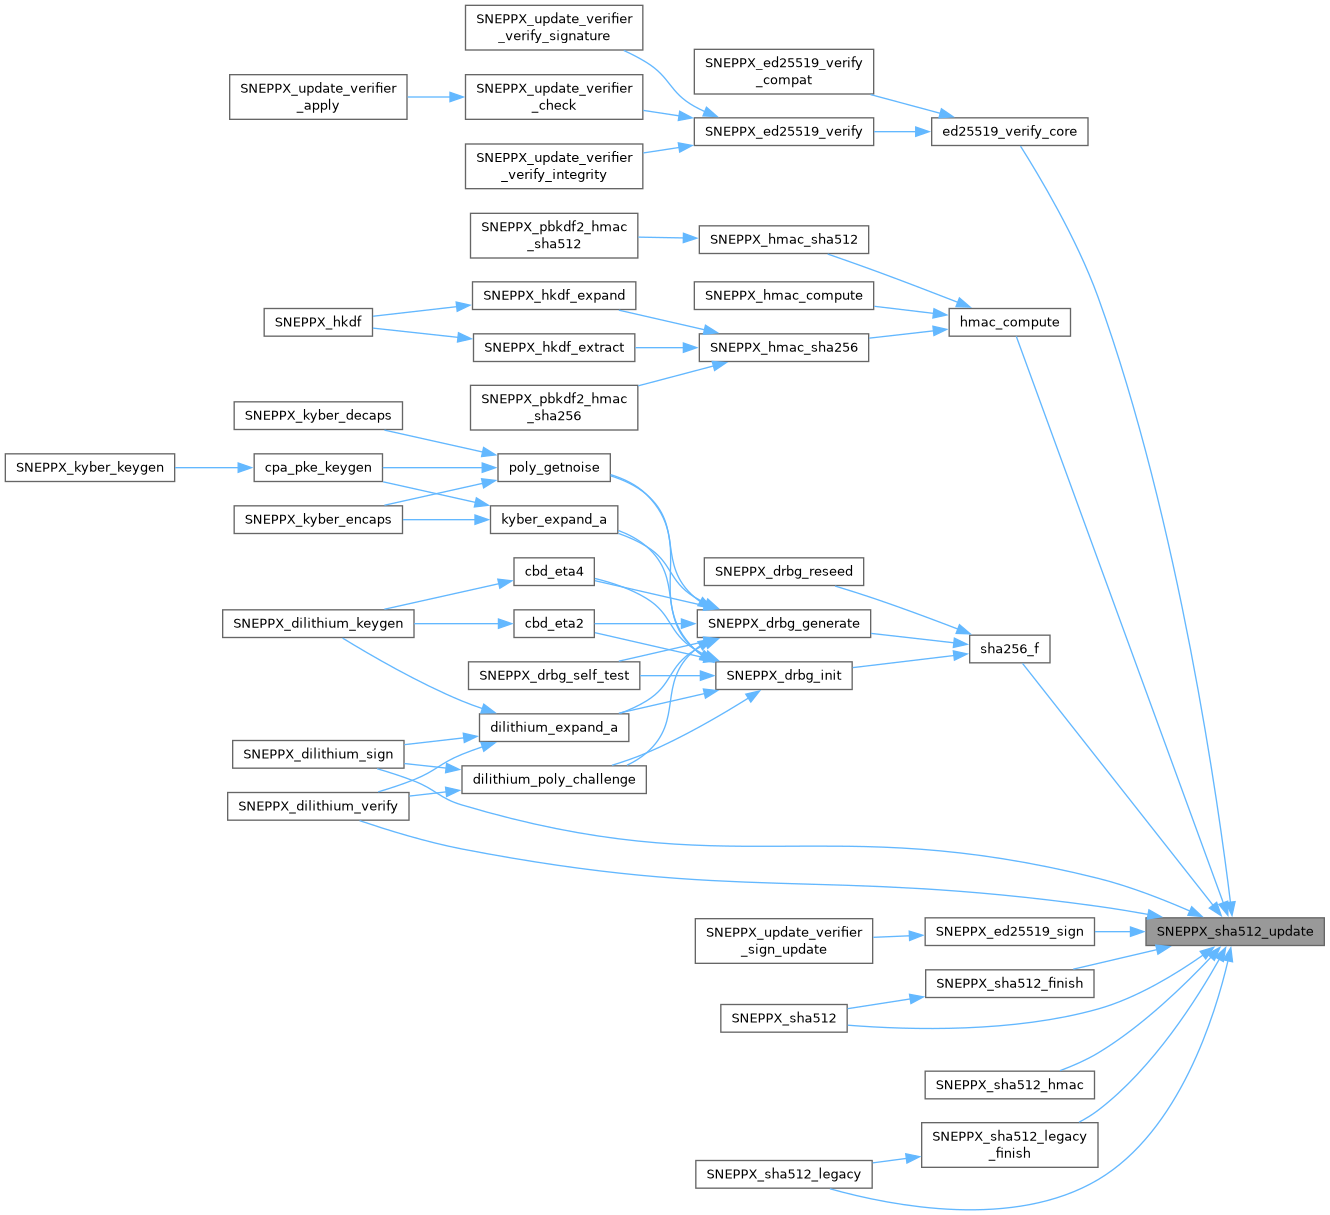 SNEPPX_update_verifier
_verify_signature
SNEPPX_ed25519_verify
_compat
SNEPPX_update_verifier
_apply
SNEPPX_update_verifier
_check
SNEPPX_ed25519_verify
ed25519_verify_core
SNEPPX_update_verifier
_verify_integrity
SNEPPX_pbkdf2_hmac
_sha512
SNEPPX_hmac_sha512
SNEPPX_hkdf_expand
SNEPPX_hmac_compute
SNEPPX_hkdf
hmac_compute
SNEPPX_hkdf_extract
SNEPPX_hmac_sha256
SNEPPX_pbkdf2_hmac
_sha256
SNEPPX_kyber_decaps
SNEPPX_kyber_keygen
cpa_pke_keygen
poly_getnoise
SNEPPX_kyber_encaps
kyber_expand_a
cbd_eta4
SNEPPX_drbg_reseed
SNEPPX_dilithium_keygen
cbd_eta2
SNEPPX_drbg_generate
sha256_f
SNEPPX_drbg_self_test
SNEPPX_drbg_init
dilithium_expand_a
SNEPPX_dilithium_sign
dilithium_poly_challenge
SNEPPX_dilithium_verify
SNEPPX_update_verifier
_sign_update
SNEPPX_ed25519_sign
SNEPPX_sha512_update
SNEPPX_sha512_finish
SNEPPX_sha512
SNEPPX_sha512_hmac
SNEPPX_sha512_legacy
_finish
SNEPPX_sha512_legacy